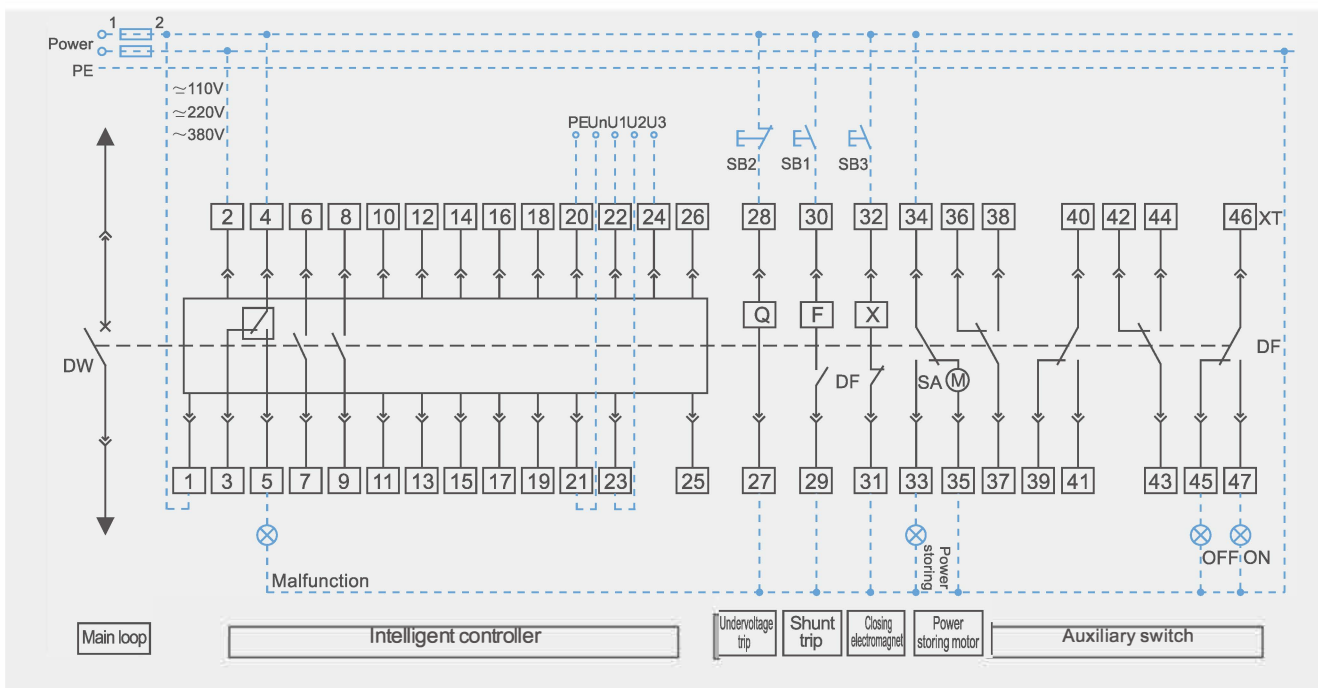 1 2
Power
PE
≃110V
≃220V
~380V
PEUnU1U2U3
SB2 SB1 SB3
2 4 6 8 10 12 14 16 18 20 22 24 26 28 30 32 34 36 38 40 42 44 46 XT
Q F X
DW
DF
DF SA M
1 3 5 7 9 11 13 15 17 19 21 23 25 27 29 31 33 35 37 39 41 43 45 47
Power
storing
OFF ON
Malfunction
Main loop
Intelligent controller
Undervoltage
trip
Shunt
trip
Closing
electromagnet
Power
storing motor
Auxiliary switch